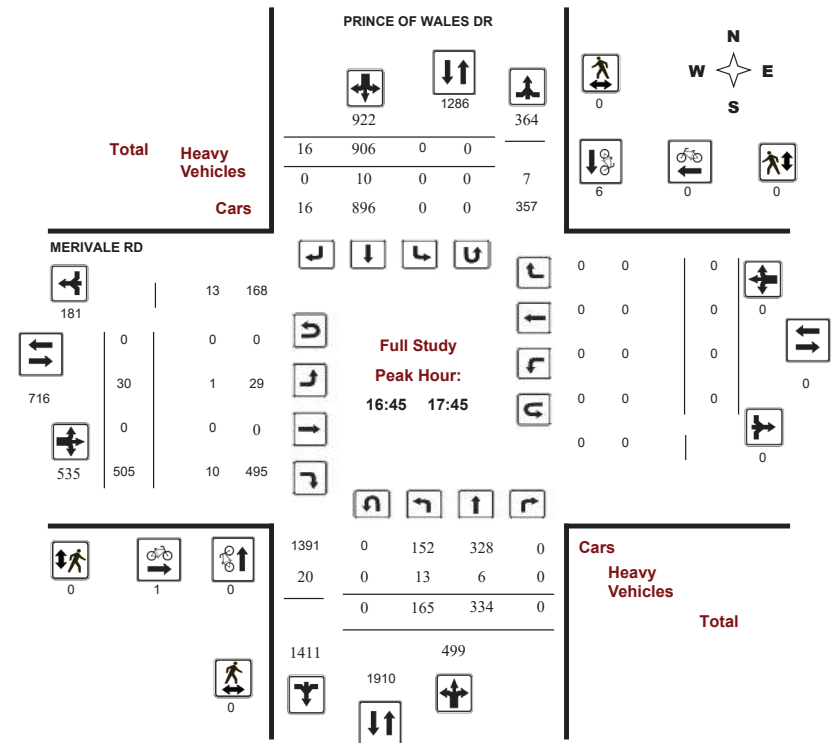 PRINCE OF WALES DR
N
W E
S
1286
922 364
0
Total Heavy Vehicles
Cars
16 906 0 0
0 10 0 0 7
16 896 0 0 357
6 0 0
MERIVALE RD
181
13 168
0 0 0
716
30 1 29
0 0 0
535 505 10 495
Full Study
Peak Hour:
16:45 17:45
0 0 0
0
0 0 0
0 0 0
0
0 0 0
0 0
0
1391 0 152 328 0
20 0 13 6 0
0 165 334 0
1411 499
1910
0 1 0
0
Cars
Heavy
Vehicles
Total